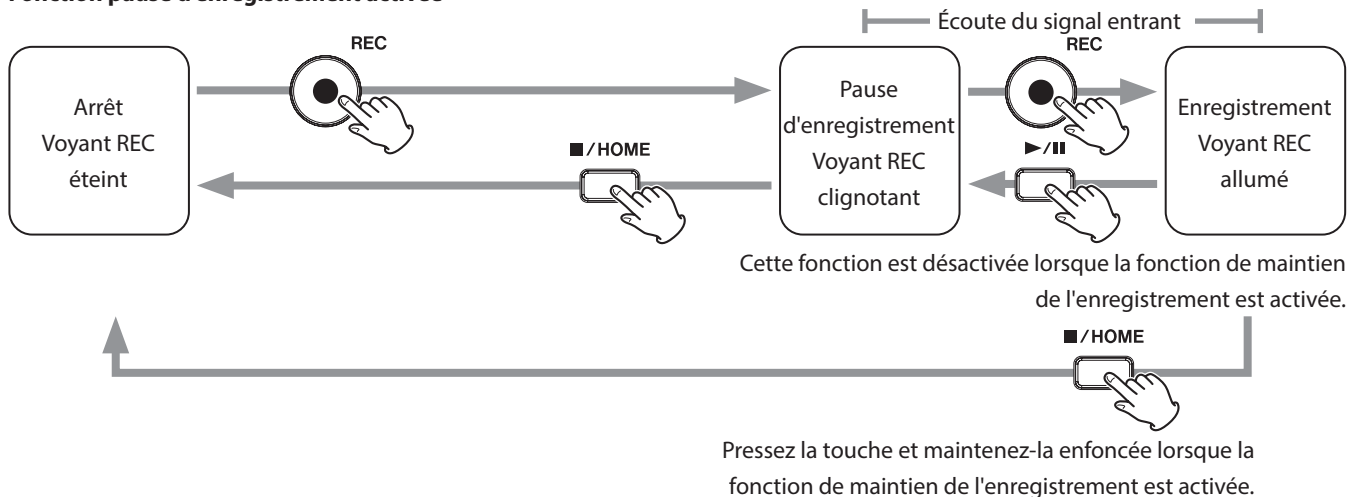 Fonction pause d'enregistrement activée
Écoute du signal entrant
REC
REC
Arrêt
Voyant REC
éteint
Pause
d'enregistrement
Voyant REC
clignotant
Enregistrement
Voyant REC
allumé
■/HOME
►/II
Cette fonction est désactivée lorsque la fonction de maintien
de l'enregistrement est activée.
■/HOME
Pressez la touche et maintenez-la enfoncée lorsque la
fonction de maintien de l'enregistrement est activée.